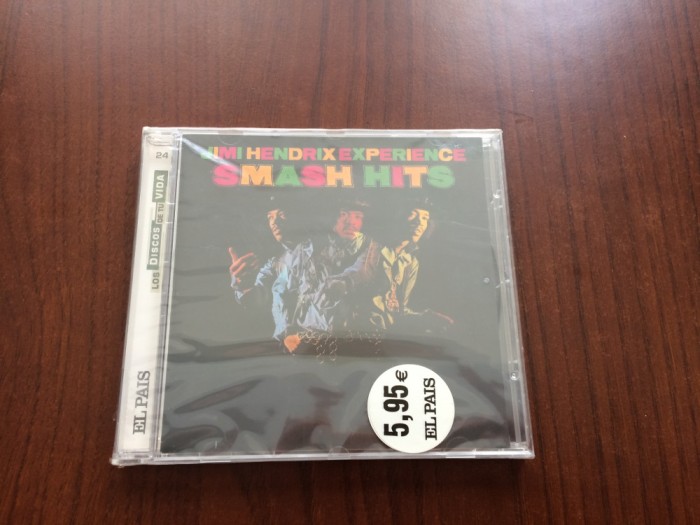 JIMI HENDRIX EXPERIENCE
SMASH HITS
24
LOS DISCOS DE TU VIDA
EL PAIS
5,95€
EL PAIS